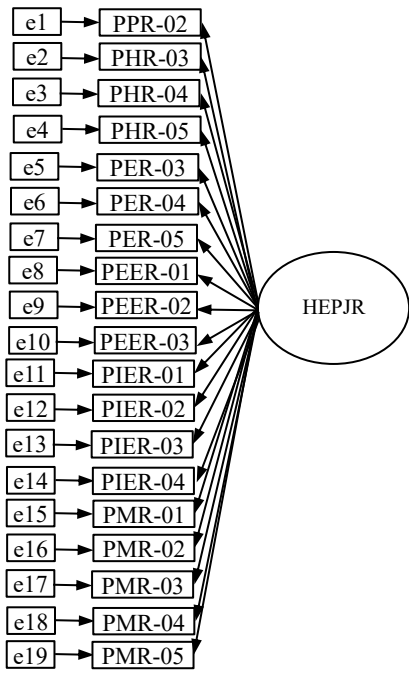 e1 PPR-02
e2 PHR-03
e3 PHR-04
e4 PHR-05
e5 PER-03
e6 PER-04
e7 PER-05
e8 PEER-01
e9 PEER-02
HEPJR
e10 PEER-03
e11 PIER-01
e12 PIER-02
e13 PIER-03
e14 PIER-04
e15 PMR-01
e16 PMR-02
e17 PMR-03
e18 PMR-04
e19 PMR-05